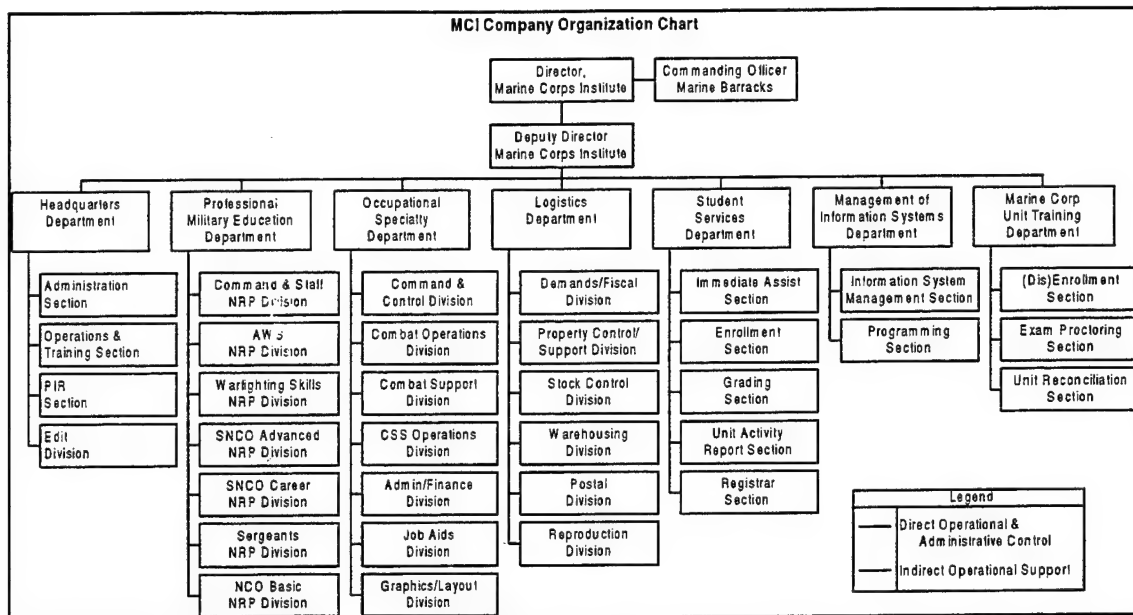 MCI Company Organization Chart
Director,
Marine Corps Institute
Commanding Officer
Marine Barracks
Deputy Director
Marine Corps Institute
Headquarters
Department
Professional
Military Education
Department
Occupational
Specialty
Department
Logistics
Department
Student
Services
Department
Management of
Information Systems
Department
Marine Corp
Unit Training
Department
Administration
Section
Operations &
Training Section
PIR
Section
Edit
Division
Command & Staff
NRP Division
AWS
NRP Division
Warfighting Skills
NRP Division
SNCO Advanced
NRP Division
SNCO Career
NRP Division
Sergeants
NRP Division
NCO Basic
NRP Division
Command &
Control Division
Combat Operations
Division
Combat Support
Division
CSS Operations
Division
Admin/Finance
Division
Job Aids
Division
Graphics/Layout
Division
Demands/Fiscal
Division
Property Control/
Support Division
Stock Control
Division
Warehousing
Division
Postal
Division
Reproduction
Division
Immediate Assist
Section
Enrollment
Section
Grading
Section
Unit Activity
Report Section
Registrar
Section
Information System
Management Section
Programming
Section
(Dis)Enrollment
Section
Exam Proctoring
Section
Unit Reconciliation
Section
Legend
Direct Operational &
Administrative Control
Indirect Operational Support